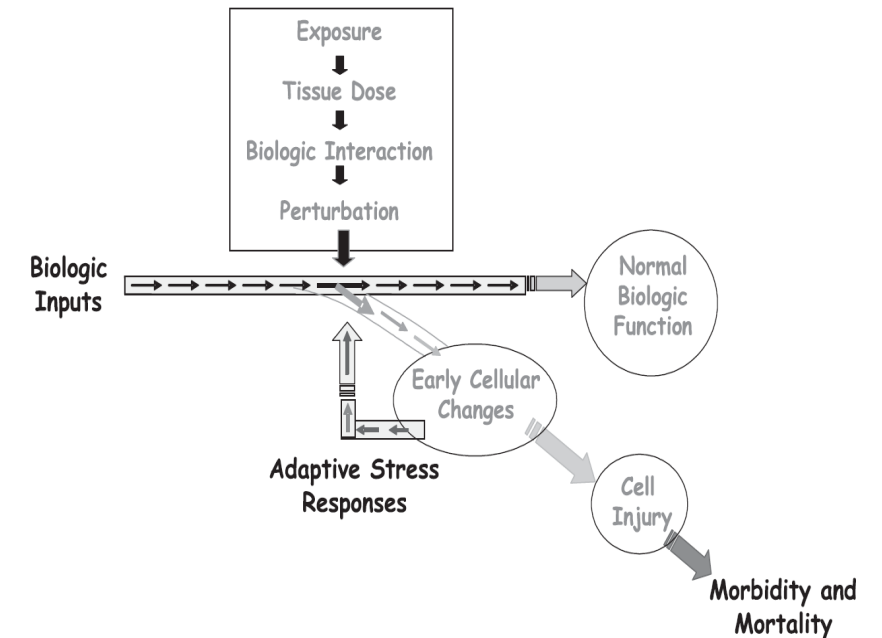 Exposure
Tissue Dose
Biologic Interaction
Perturbation
Biologic
Inputs
Normal
Biologic
Function
Early Cellular
Changes
Adaptive Stress
Responses
Cell
Injury
Morbidity and
Mortality